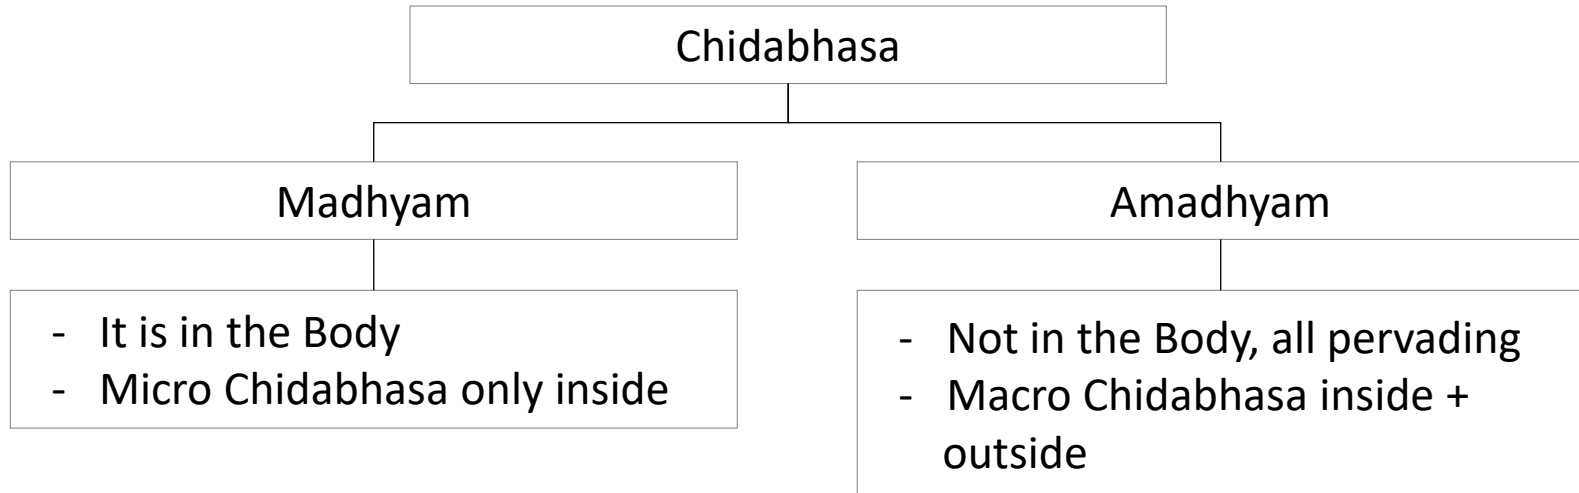 Chidabhasa
Madhyam
Amadhyam
- It is in the Body
- Micro Chidabhasa only inside
- Not in the Body, all pervading
- Macro Chidabhasa inside +
outside